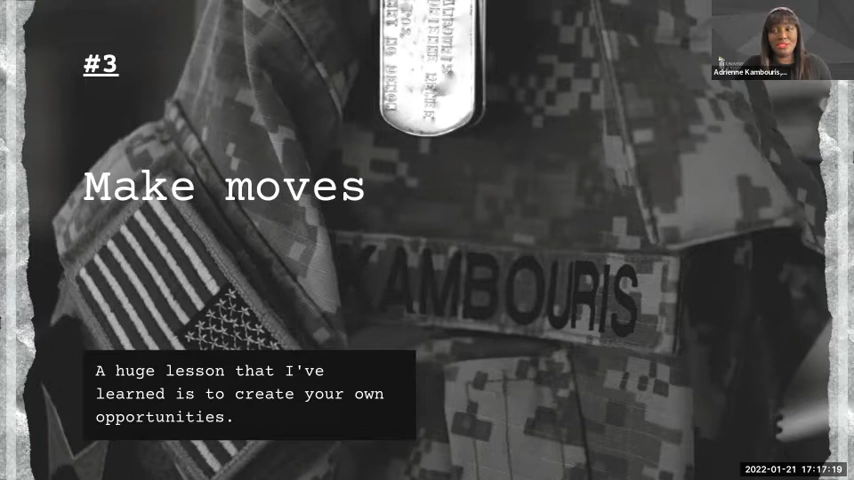 #3
Make moves
KAMBOURIS
A huge lesson that I've
learned is to create your own
opportunities.
Adrienne Kambouris,...
2022-01-21 17:17:19